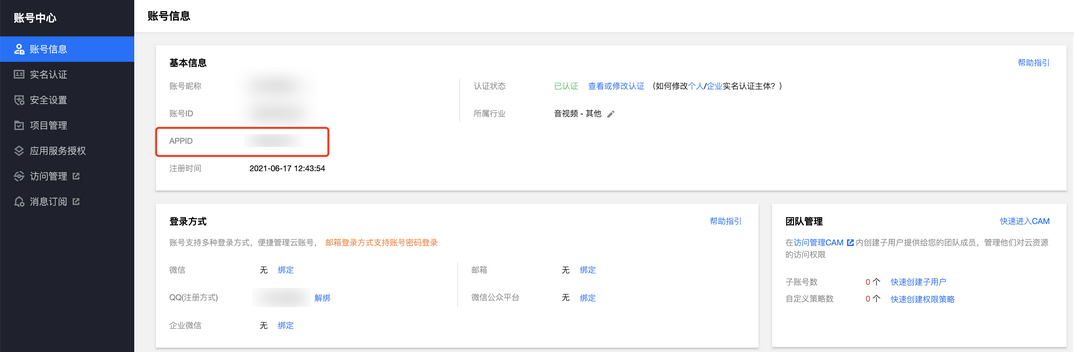 账号中心
账号信息
实名认证
安全设置
项目管理
应用服务授权
访问管理
消息订阅
账号信息
基本信息
帮助指引
账号昵称
认证状态 已认证 查看或修改认证 (如何修改个人/企业实名认证主体? )
账号ID
所属行业 音视频 - 其他
APPID
注册时间 2021-06-17 12:43:54
登录方式 帮助指引
账号支持多种登录方式，便捷管理云账号， 邮箱登录方式支持账号密码登录
微信 无 绑定
邮箱 无 绑定
QQ(注册方式) 解绑
微信公众平台 无 绑定
企业微信 无 绑定
团队管理 快速进入CAM
在访问管理CAM 内创建子用户提供给您的团队成员，管理他们对云资源
的访问权限
子账号数 0 个 快速创建子用户
自定义策略数 0 个 快速创建权限策略